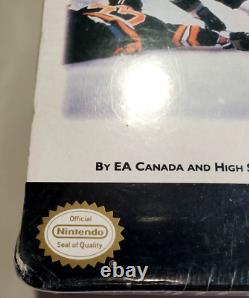 BY EA CANADA AND HIGH S
Official
Nintendo
Seal of Quality